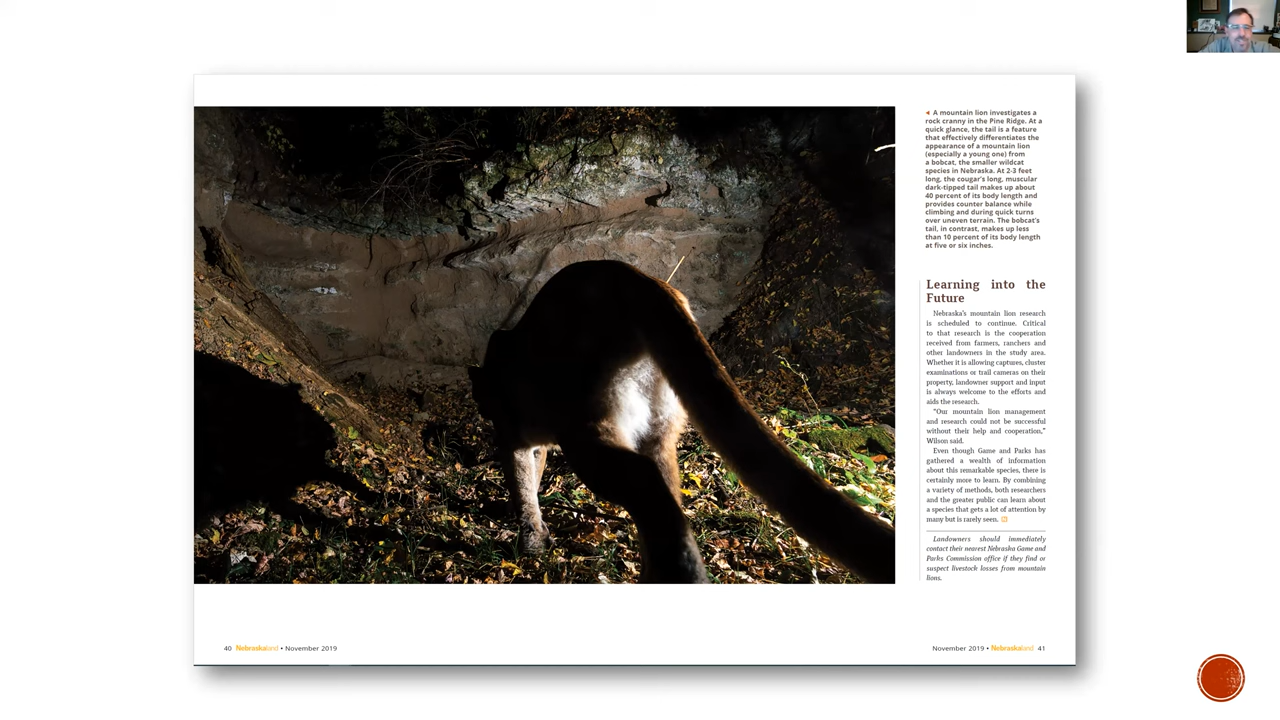 ◄ A mountain lion investigates a
rock cranny in the Pine Ridge. At a
quick glance, the tail is a feature
that effectively differentiates the
appearance of a mountain lion
(especially a young one) from
a bobcat, the smaller wildcat
species in Nebraska. At 2-3 feet
long, the cougar's long, muscular
dark-tipped tail makes up about
40 percent of its body length and
provides counter balance while
climbing and during quick turns
over uneven terrain. The bobcat's
tail, in contrast, makes up less
than 10 percent of its body length
at five or six inches.
Learning into the
Future
Nebraska's mountain lion research
is scheduled to continue. Critical
to that research is the cooperation
received from farmers, ranchers and
other landowners in the study area.
Whether it is allowing captures, cluster
examinations or trail cameras on their
property, landowner support and input
is always welcome to the efforts and
aids the research.
“Our mountain lion management
and research could not be successful
without their help and cooperation,”
Wilson said.
Even though Game and Parks has
gathered a wealth of information
about this remarkable species, there is
certainly more to learn. By combining
a variety of methods, both researchers
and the greater public can learn about
a species that gets a lot of attention by
many but is rarely seen.
Landowners should immediately
contact their nearest Nebraska Game and
Parks Commission office if they find or
suspect livestock losses from mountain
lions.
40 Nebraskaland • November 2019
November 2019 • Nebraskaland 41